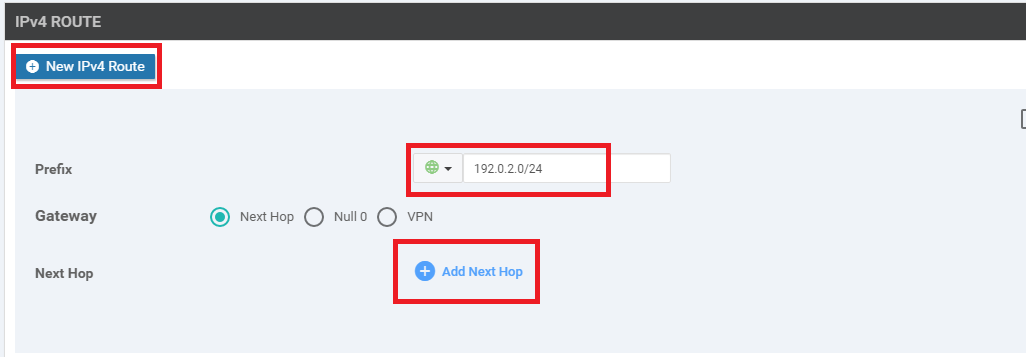 IPv4 ROUTE
New IPv4 Route
Prefix 192.0.2.0/24
Gateway Next Hop Null 0 VPN
Next Hop Add Next Hop